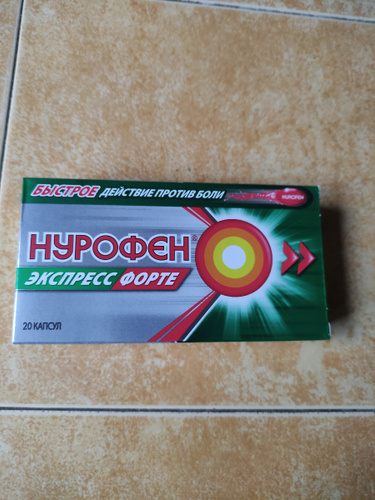 БЫСТРОЕ ДЕЙСТВИЕ ПРОТИВ БОЛИ
НУРОФЕН
ЭКСПРЕСС ФОРТЕ
20 КАПСУЛ